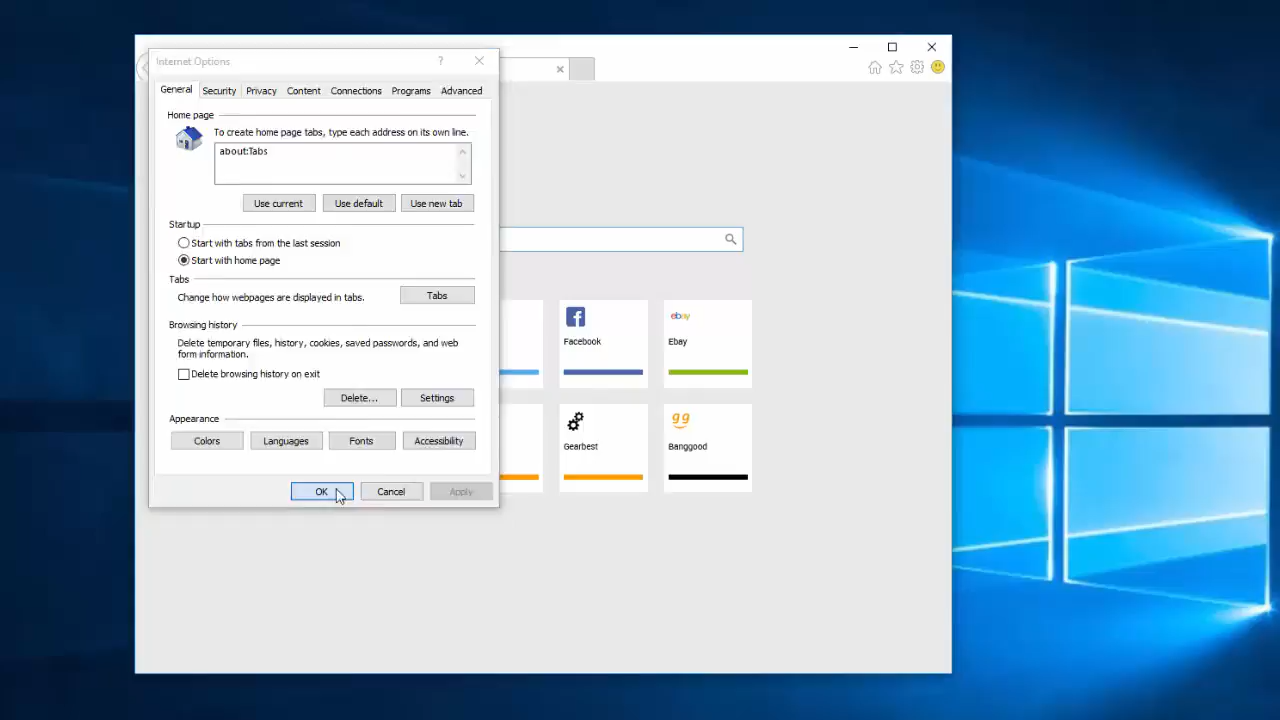 Internet Options
General Security Privacy Content Connections Programs Advanced
Home page
To create home page tabs, type each address on its own line.
about:Tabs
Use current Use default Use new tab
Startup
Start with tabs from the last session
Start with home page
Tabs
Change how webpages are displayed in tabs.
Tabs
Browsing history
Delete temporary files, history, cookies, saved passwords, and web
form information.
Delete browsing history on exit
Delete... Settings
Appearance
Colors Languages Fonts Accessibility
OK Cancel Apply
Facebook
ebay
Ebay
Gearbest
gg
Banggood